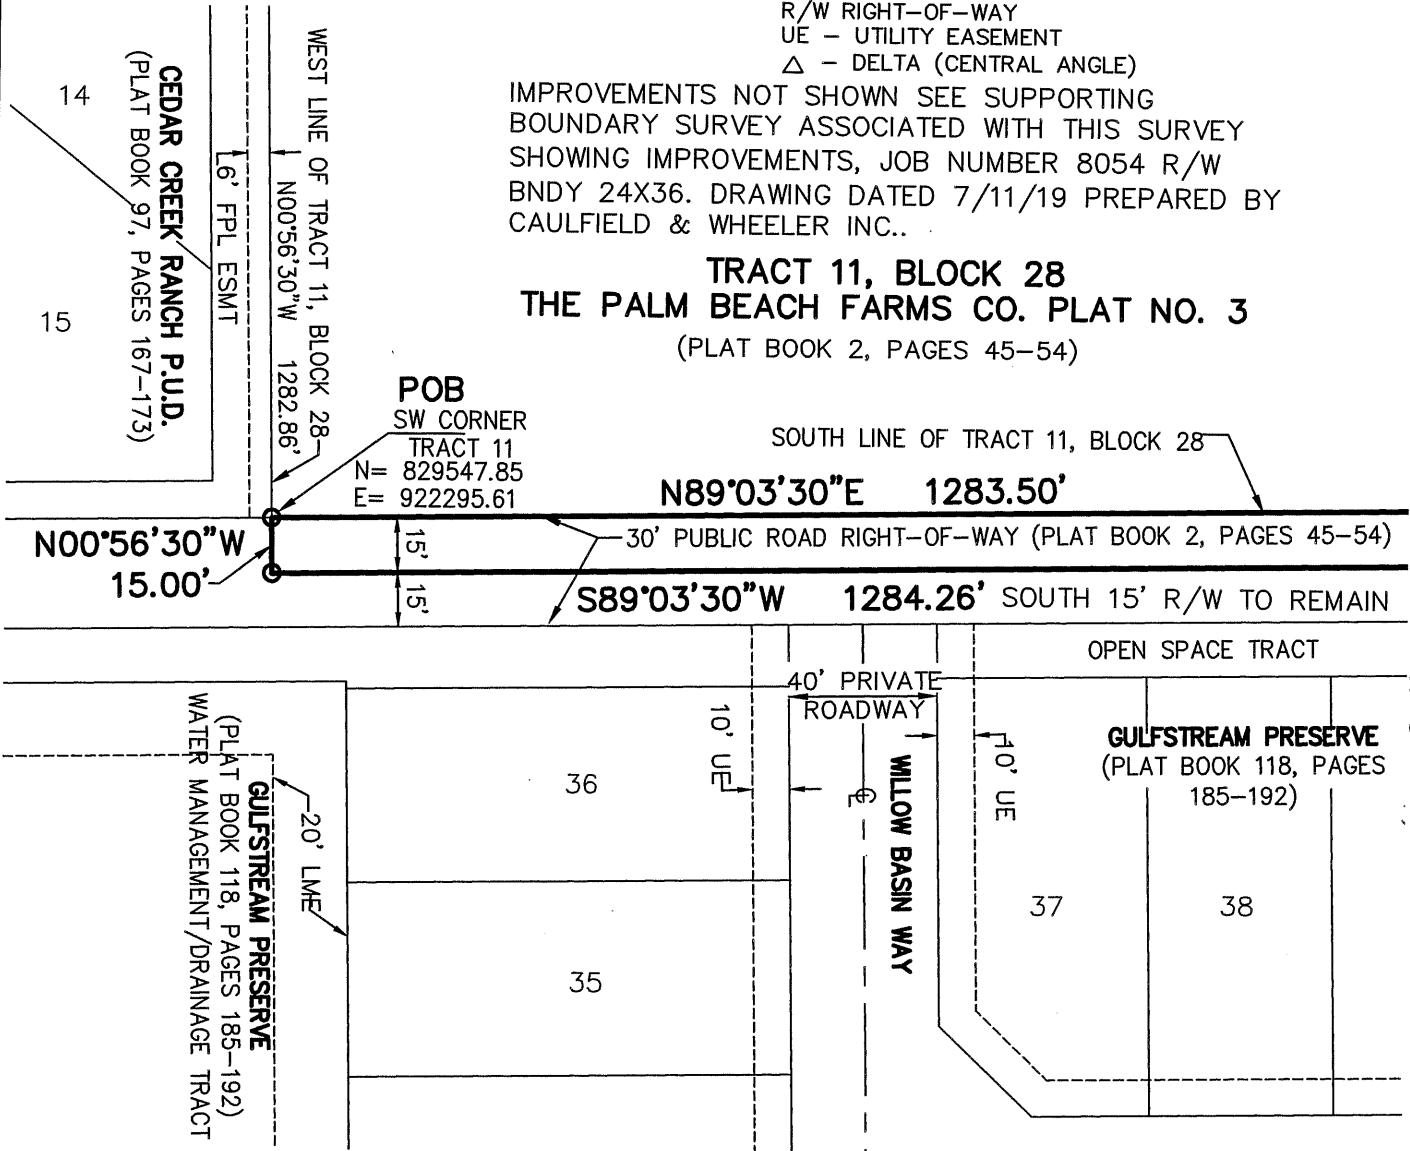 R/W RIGHT-OF-WAY
UE - UTILITY EASEMENT
△ - DELTA (CENTRAL ANGLE)
IMPROVEMENTS NOT SHOWN SEE SUPPORTING
BOUNDARY SURVEY ASSOCIATED WITH THIS SURVEY
SHOWING IMPROVEMENTS, JOB NUMBER 8054 R/W
BNDY 24X36. DRAWING DATED 7/11/19 PREPARED BY
CAULFIELD & WHEELER INC..
TRACT 11, BLOCK 28
THE PALM BEACH FARMS CO. PLAT NO. 3
(PLAT BOOK 2, PAGES 45-54)
14
15
CEDAR CREEK RANCH P.U.D.
(PLAT BOOK 97, PAGES 167-173)
6' FPL ESMT
WEST LINE OF TRACT 11, BLOCK 28
N00°56'30"W 1282.86'
POB
SW CORNER
TRACT 11
N= 829547.85
E= 922295.61
SOUTH LINE OF TRACT 11, BLOCK 28
N89°03'30"E 1283.50'
N00°56'30"W
15.00'
15'
30' PUBLIC ROAD RIGHT-OF-WAY (PLAT BOOK 2, PAGES 45-54)
15'
S89°03'30"W 1284.26' SOUTH 15' R/W TO REMAIN
OPEN SPACE TRACT
40' PRIVATE
ROADWAY
10' UE
10' UE
WILLOW BASIN WAY
GULFSTREAM PRESERVE
(PLAT BOOK 118, PAGES
185-192)
36
35
37
38
20' LME
GULFSTREAM PRESERVE
(PLAT BOOK 118, PAGES 185-192)
WATER MANAGEMENT/DRAINAGE TRACT